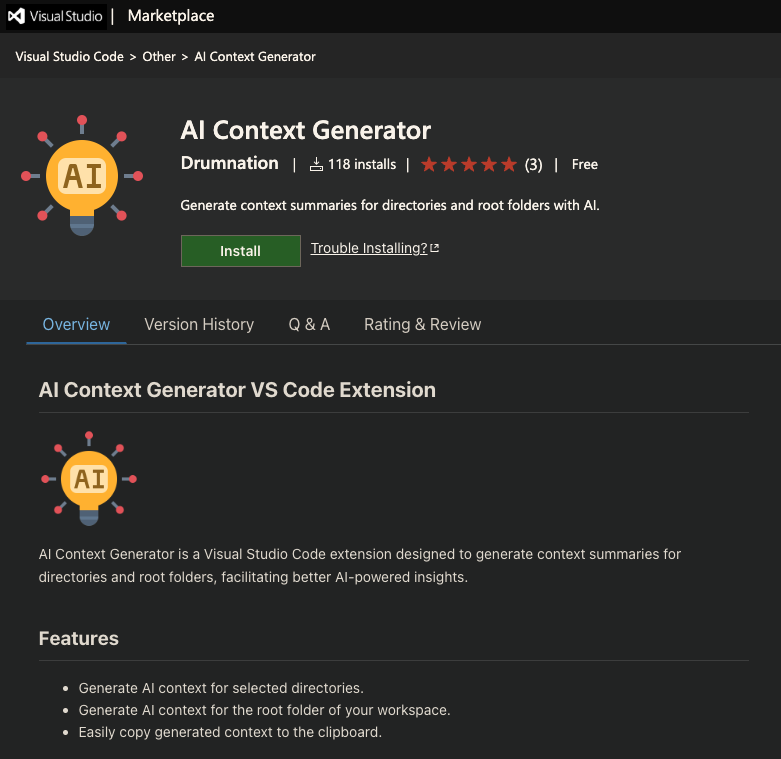 Visual Studio | Marketplace
Visual Studio Code > Other > AI Context Generator
AI
AI Context Generator
Drumnation | 118 installs | (3) | Free
Generate context summaries for directories and root folders with AI.
Install Trouble Installing?
Overview Version History Q & A Rating & Review
AI Context Generator VS Code Extension
AI
AI Context Generator is a Visual Studio Code extension designed to generate context summaries for
directories and root folders, facilitating better AI-powered insights.
Features
• Generate AI context for selected directories.
• Generate AI context for the root folder of your workspace.
• Easily copy generated context to the clipboard.